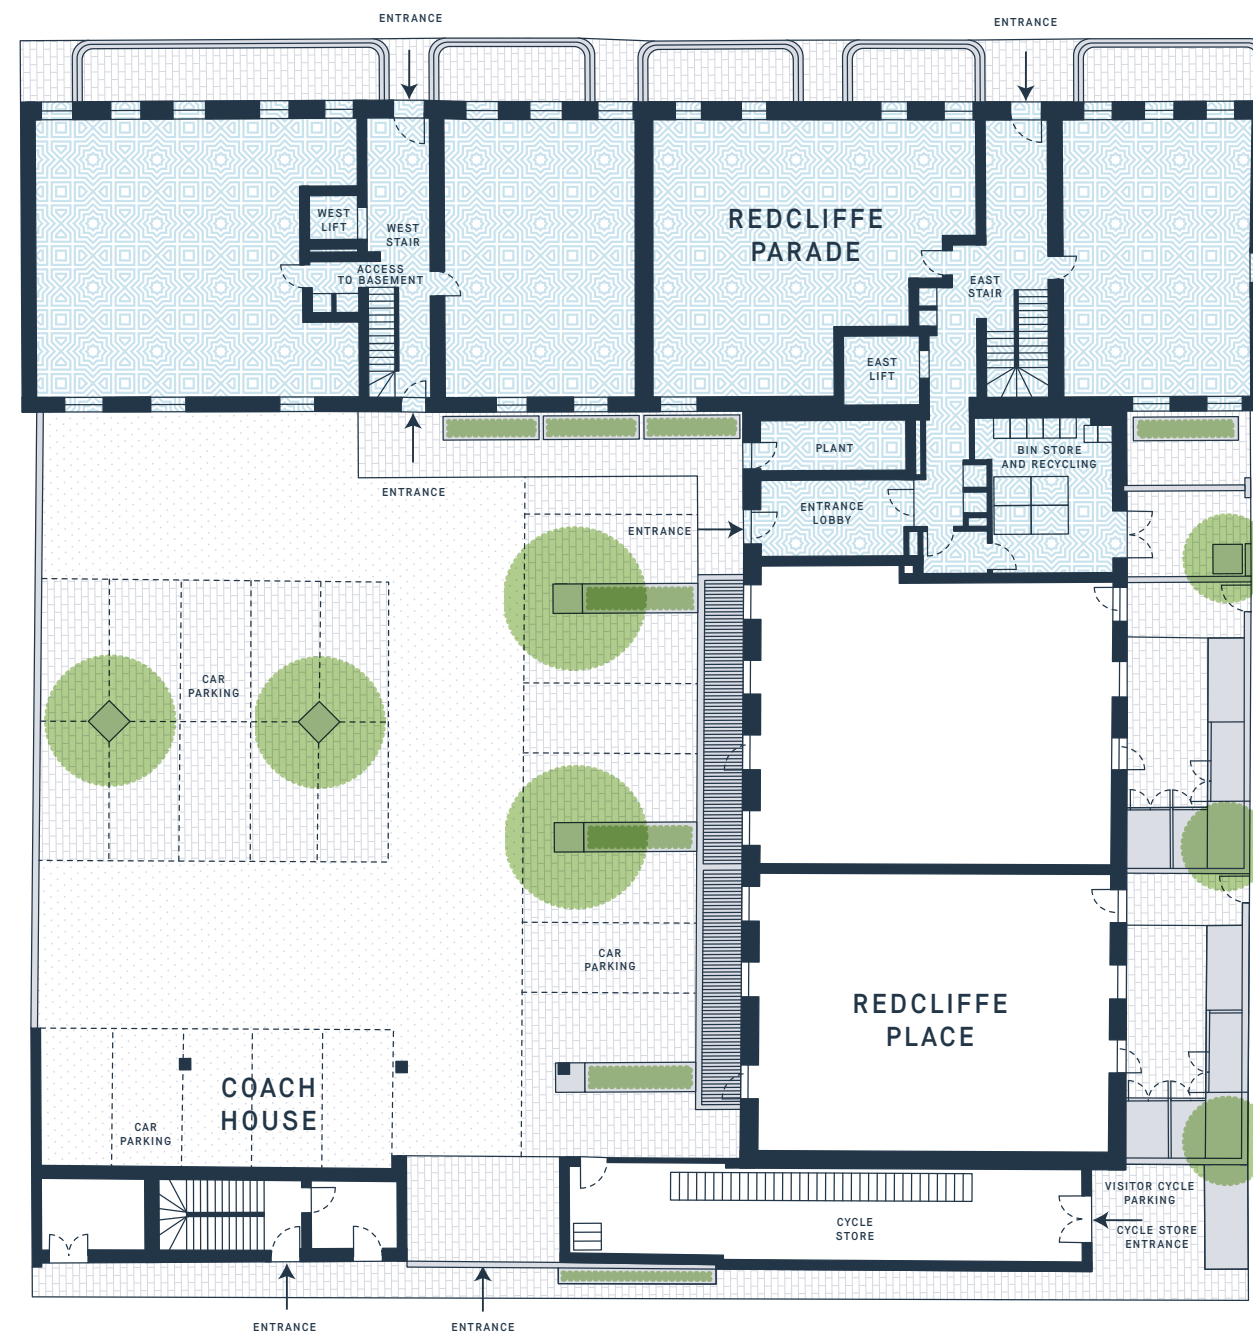 ENTRANCE
ENTRANCE
WEST
LIFT
WEST
STAIR
ACCESS
TO BASEMENT
REDCLIFFE
PARADE
EAST
STAIR
EAST
LIFT
PLANT
BIN STORE
AND RECYCLING
ENTRANCE
ENTRANCE
LOBBY
ENTRANCE
CAR
PARKING
CAR
PARKING
REDCLIFFE
PLACE
COACH
HOUSE
CAR
PARKING
VISITOR CYCLE
PARKING
CYCLE
STORE
CYCLE STORE
ENTRANCE
ENTRANCE
ENTRANCE